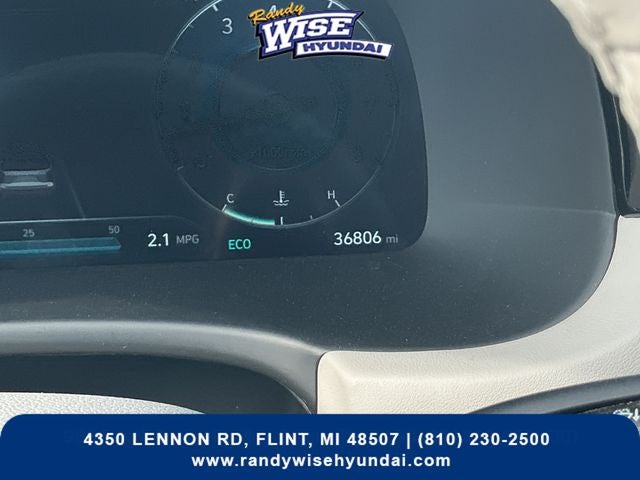 Randy
WISE
HYUNDAI
3
C H
25 50
2.1 MPG
ECO
36806 mi
4350 LENNON RD, FLINT, MI 48507 | (810) 230-2500
www.randywisehyundai.com